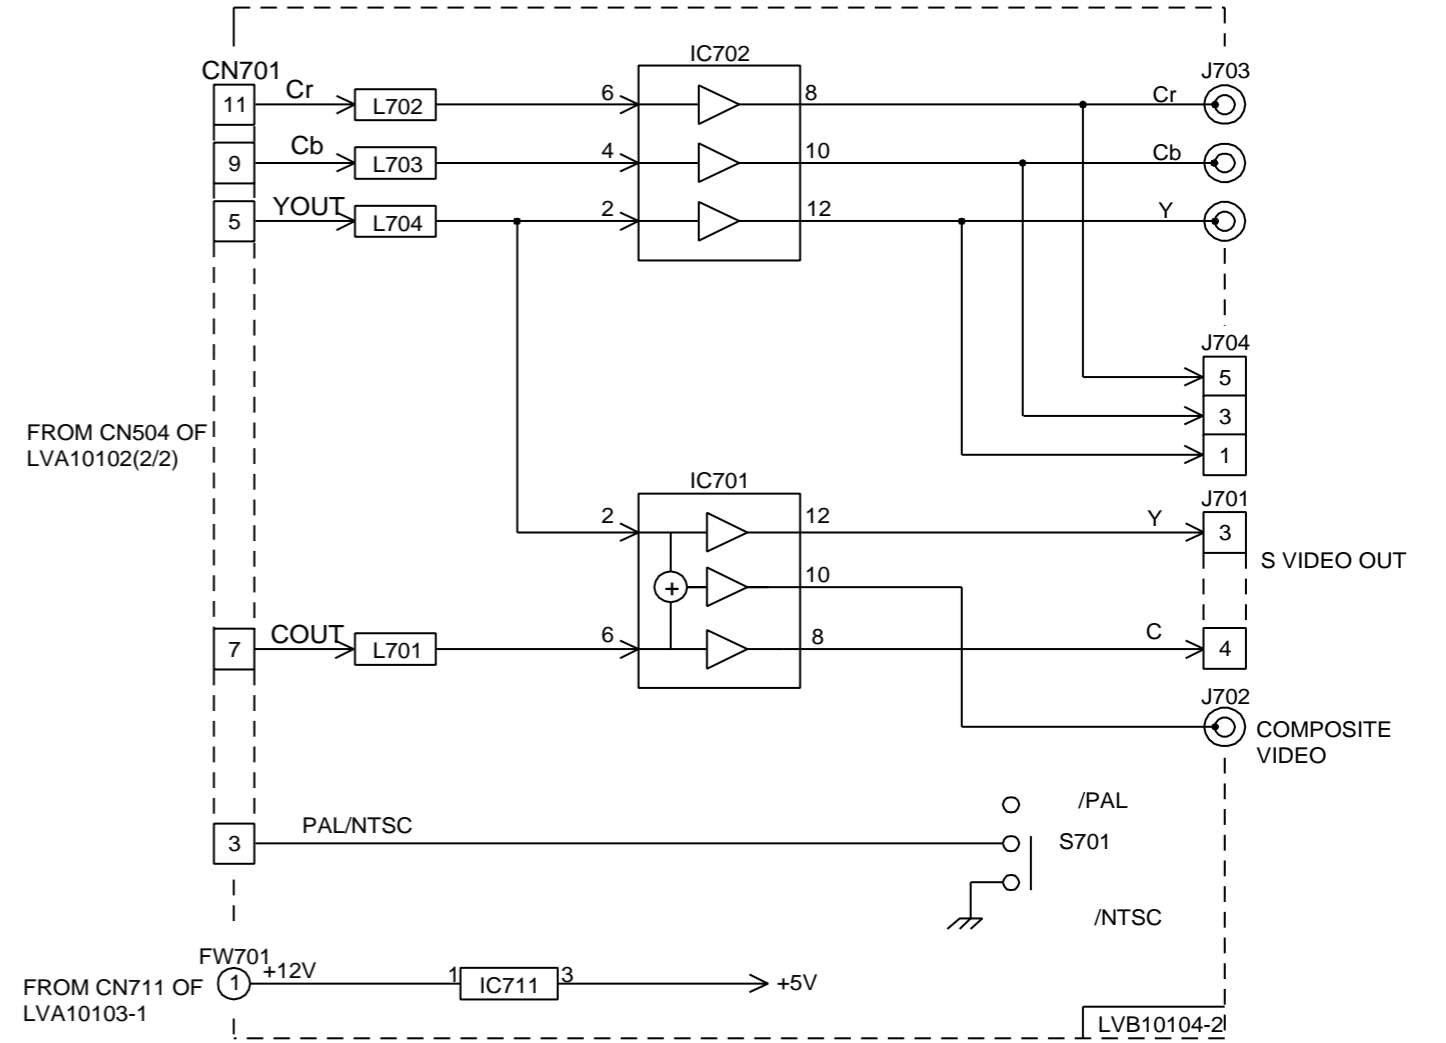 CN701
IC702
J703
11
Cr
L702
6
8
Cr
9
Cb
L703
4
10
Cb
5
YOUT
L704
2
12
Y
J704
5
3
1
FROM CN504 OF
LVA10102(2/2)
IC701
J701
2
12
Y
3
S VIDEO OUT
+
10
7
COUT
L701
6
8
C
4
J702
COMPOSITE
VIDEO
/PAL
3
PAL/NTSC
S701
/NTSC
FW701
1
+12V
1
IC711
3
+5V
FROM CN711 OF
LVA10103-1
LVB10104-2